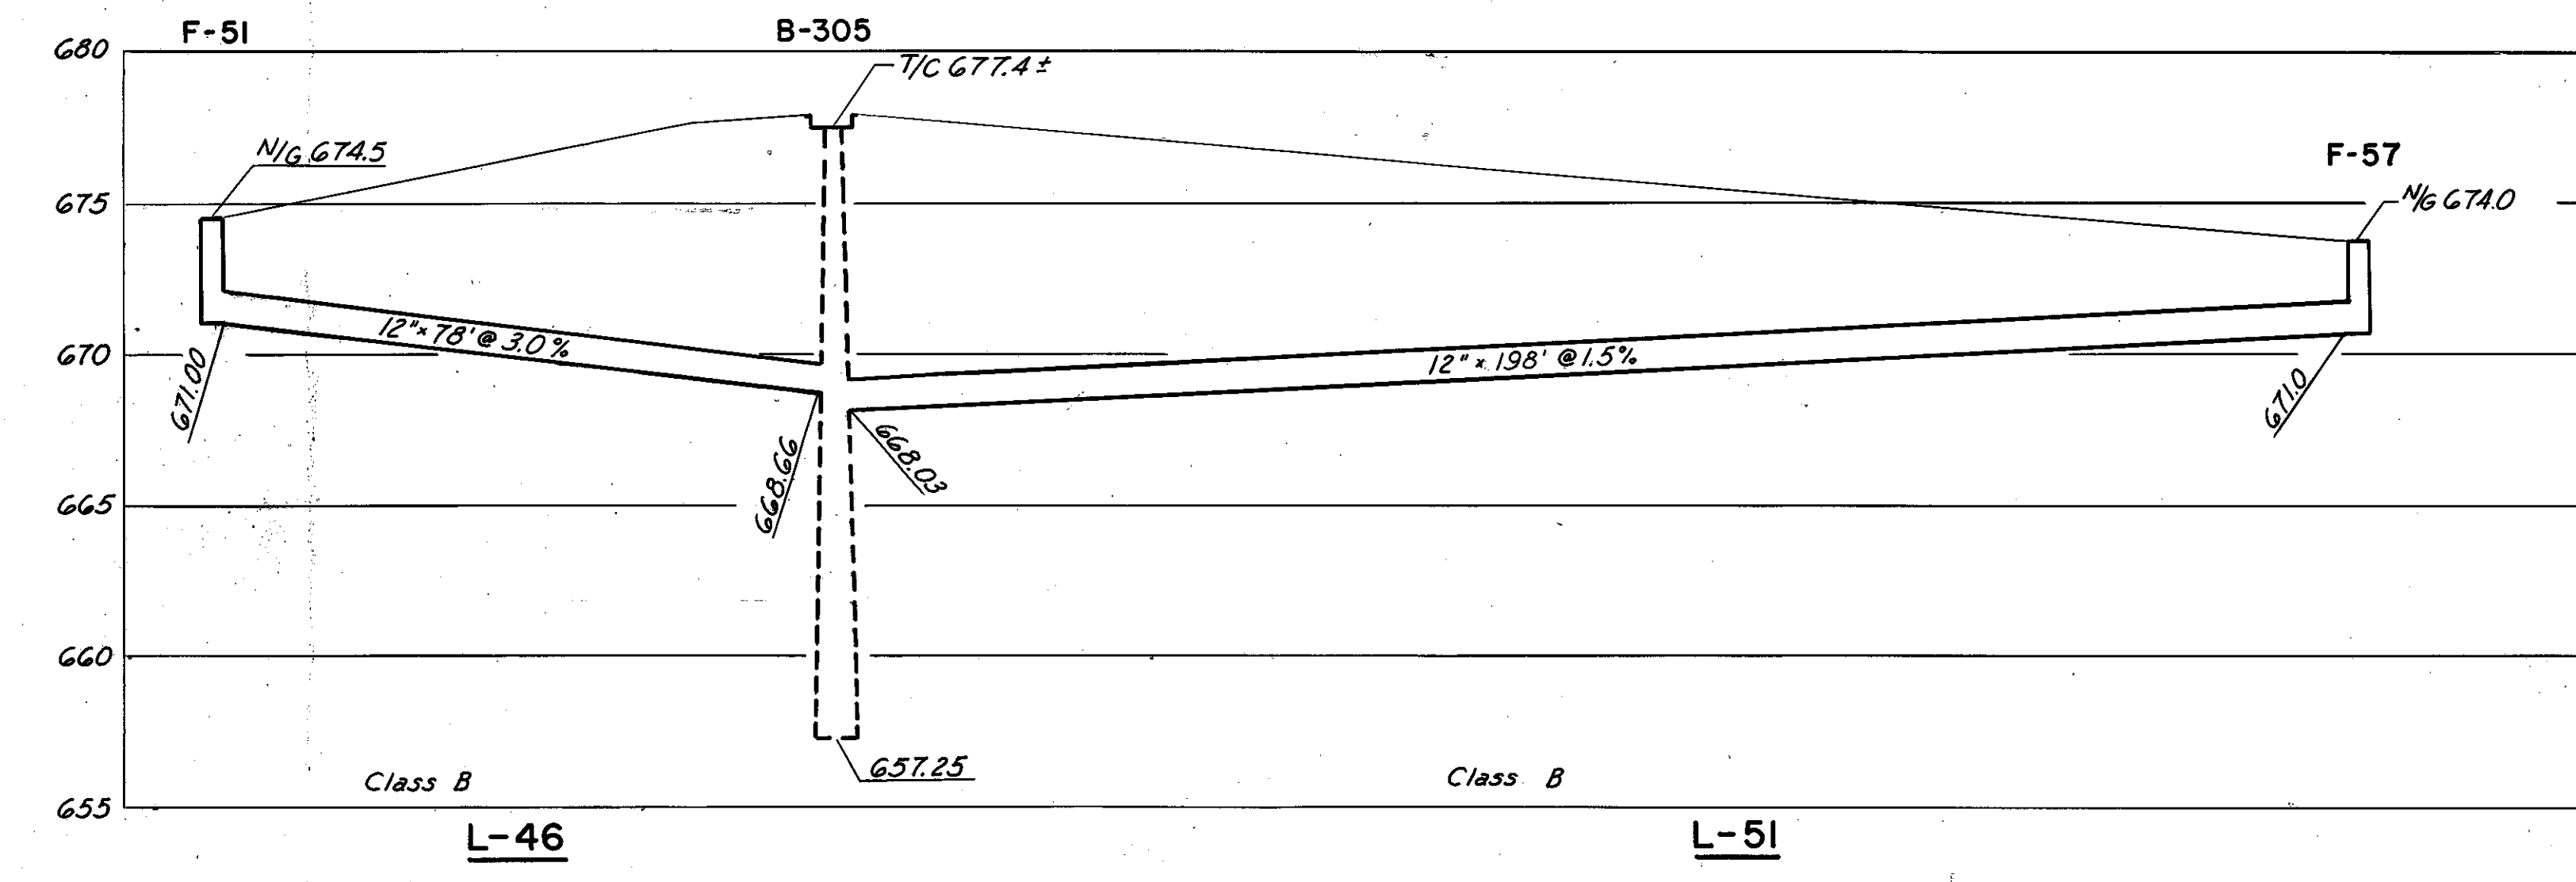 F-51
B-305
680
T/C 677.4 ±
N/G 674.5
F-57
675
N/G 674.0
12" x 78' @ 3.0%
670
12" x 198' @ 1.5%
671.00
671.0
668.66
668.03
665
660
657.25
Class B
Class B
655
L-46
L-51